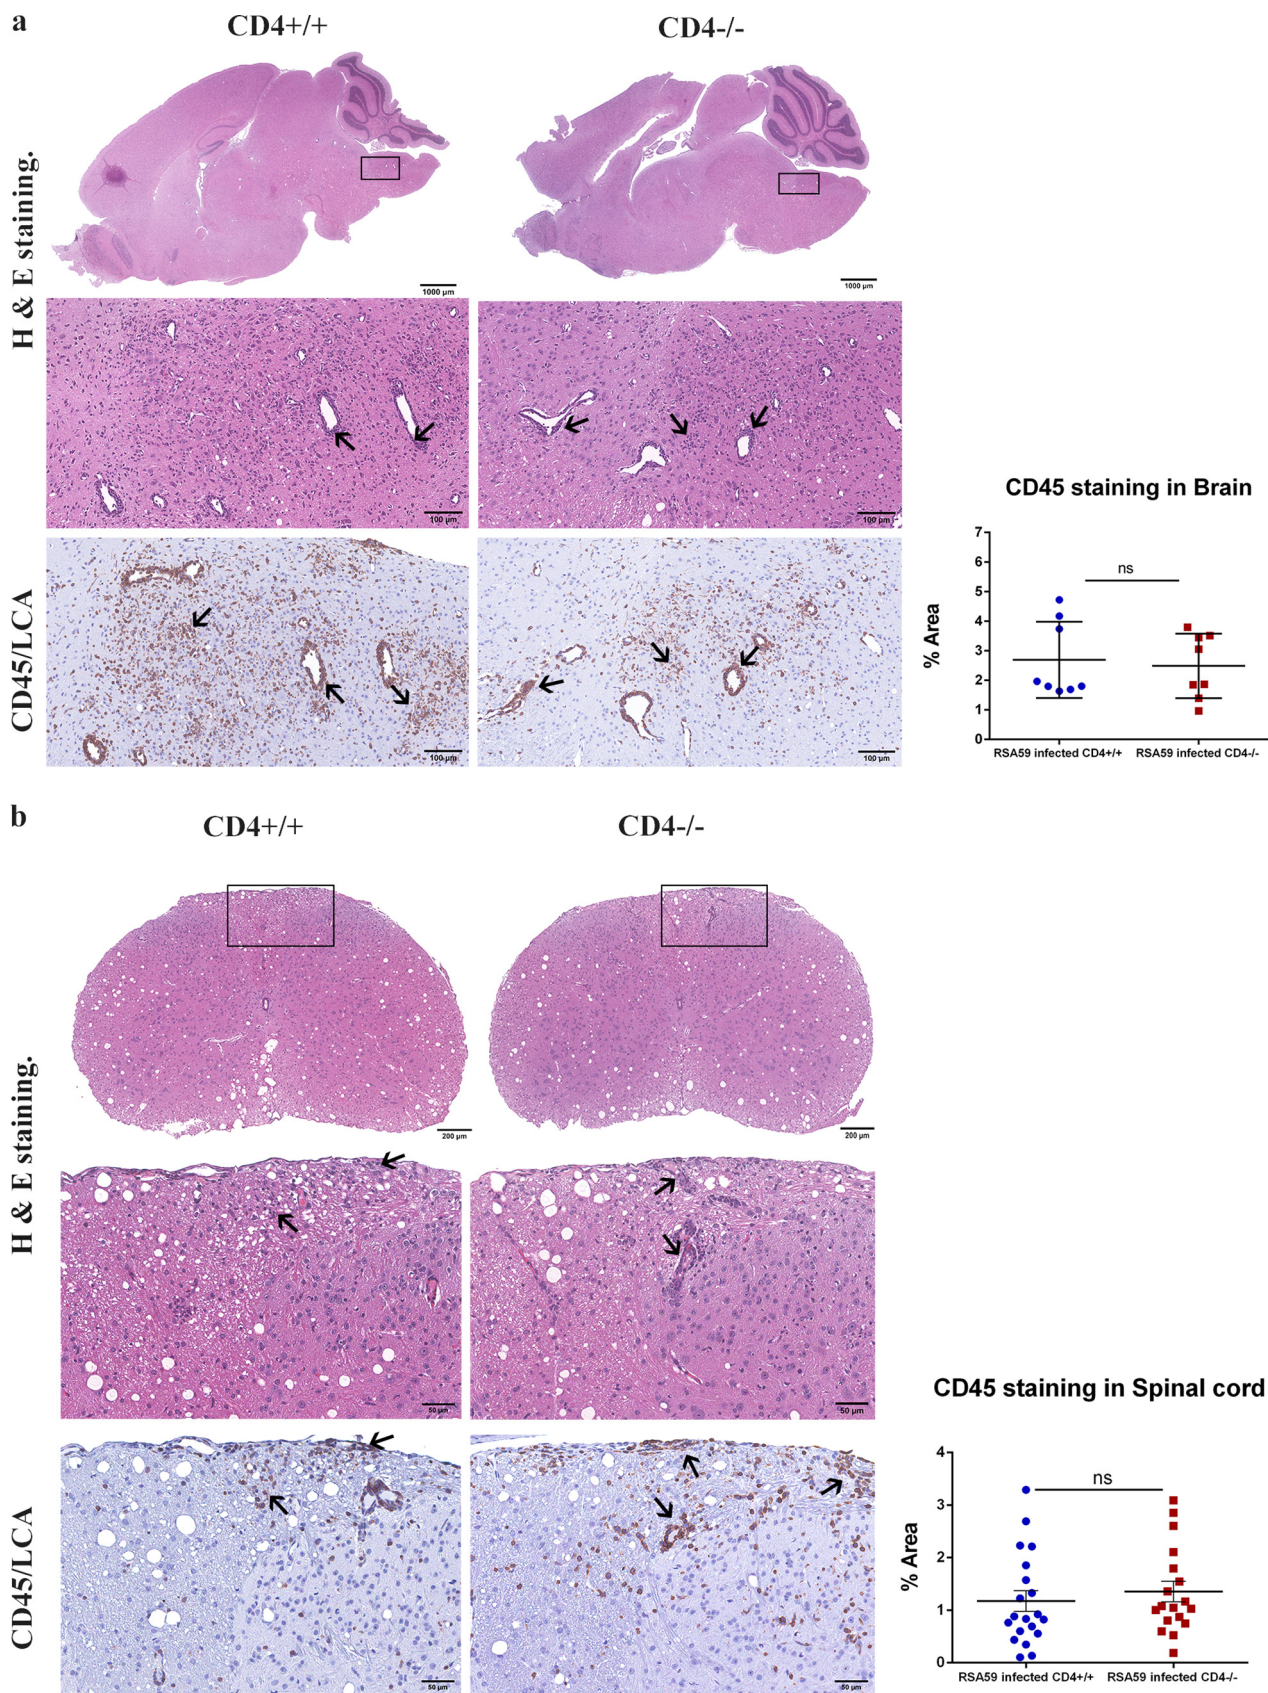 a
CD4+/+
CD4-/-
H & E staining.
1000 µm
1000 µm
100 µm
100 µm
CD45/LCA
100 µm
100 µm
CD45 staining in Brain
% Area
7
6
5
4
3
2
1
0
ns
RSA59 infected CD4+/+
RSA59 infected CD4-/-
b
CD4+/+
CD4-/-
H & E staining.
200 µm
200 µm
50 µm
50 µm
CD45/LCA
50 µm
50 µm
CD45 staining in Spinal cord
% Area
4
3
2
1
0
ns
RSA59 infected CD4+/+
RSA59 infected CD4-/-